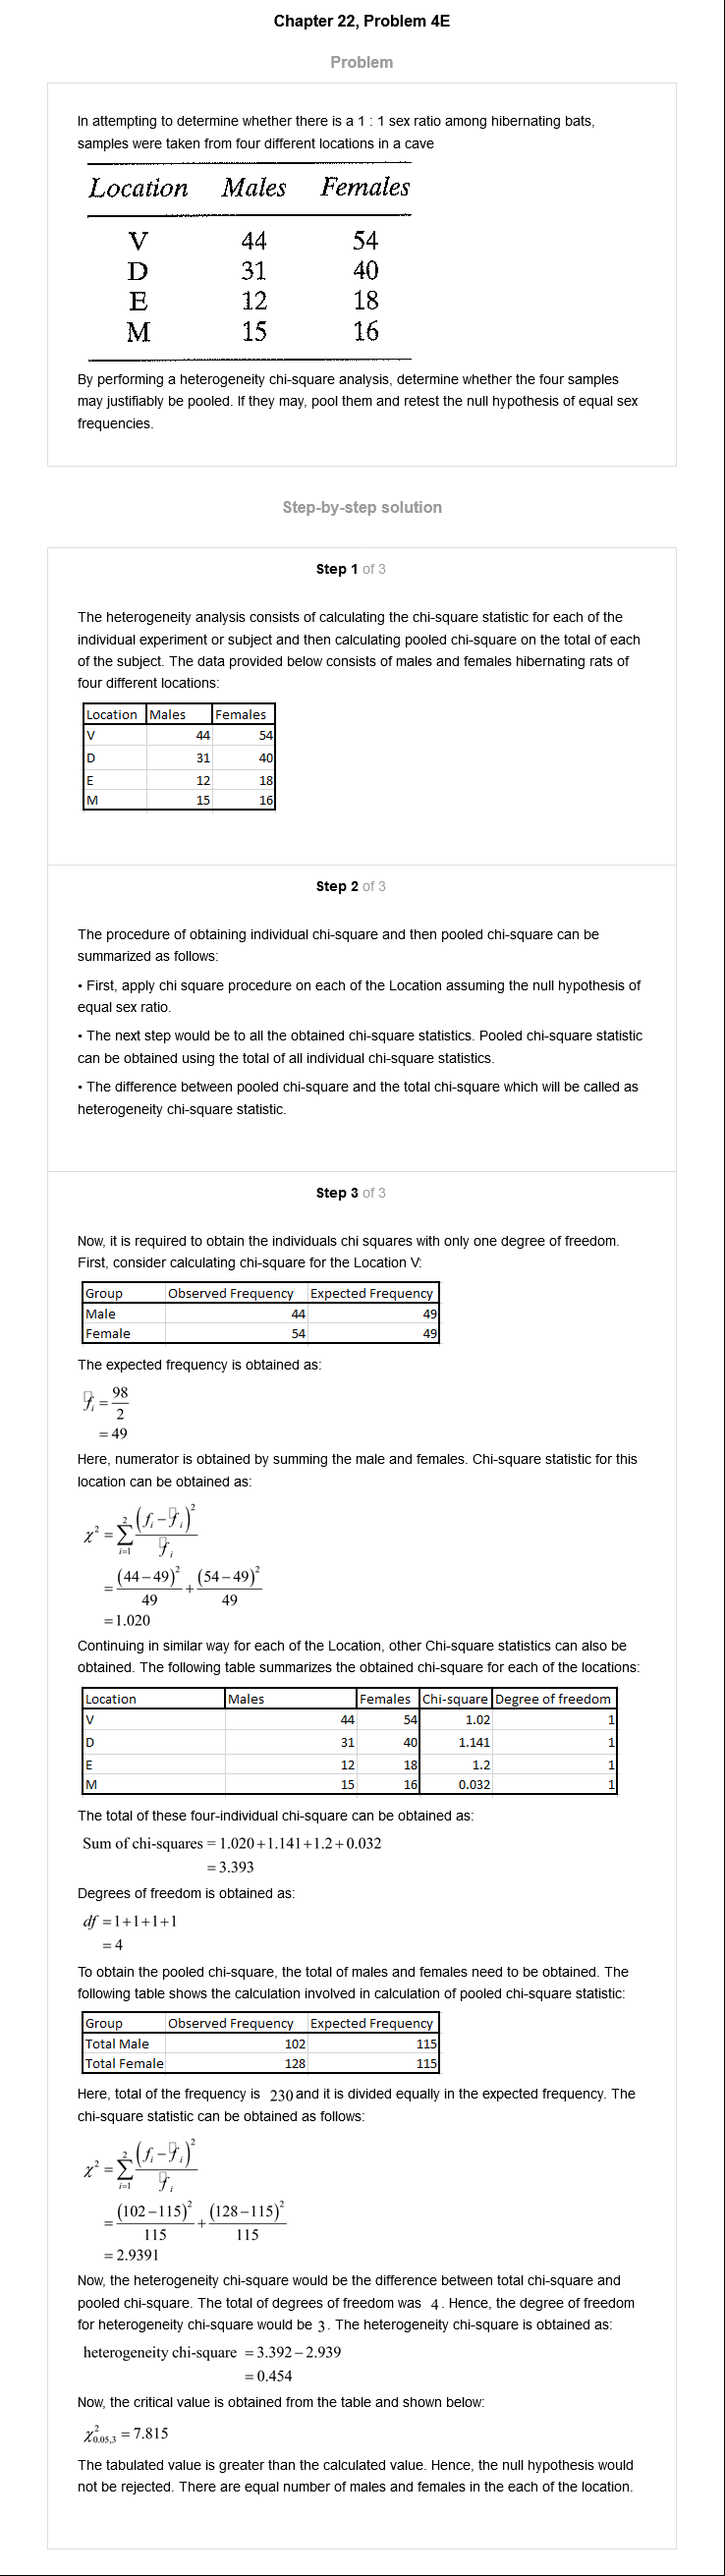 Chapter 22, Problem 4E
Problem
In attempting to determine whether there is a 1 : 1 sex ratio among hibernating bats,
samples were taken from four different locations in a cave
Location Males Females
V 44 54
D 31 40
E 12 18
M 15 16
By performing a heterogeneity chi-square analysis, determine whether the four samples
may justifiably be pooled. If they may, pool them and retest the null hypothesis of equal sex
frequencies.
Step-by-step solution
Step 1 of 3
The heterogeneity analysis consists of calculating the chi-square statistic for each of the
individual experiment or subject and then calculating pooled chi-square on the total of each
of the subject. The data provided below consists of males and females hibernating rats of
four different locations:
Location Males Females
V 44 54
D 31 40
E 12 18
M 15 16
Step 2 of 3
The procedure of obtaining individual chi-square and then pooled chi-square can be
summarized as follows:
• First, apply chi square procedure on each of the Location assuming the null hypothesis of
equal sex ratio.
• The next step would be to all the obtained chi-square statistics. Pooled chi-square statistic
can be obtained using the total of all individual chi-square statistics.
• The difference between pooled chi-square and the total chi-square which will be called as
heterogeneity chi-square statistic.
Step 3 of 3
Now, it is required to obtain the individuals chi squares with only one degree of freedom.
First, consider calculating chi-square for the Location V:
Group Observed Frequency Expected Frequency
Male 44 49
Female 54 49
The expected frequency is obtained as:
f̂ᵢ = 98/2
= 49
Here, numerator is obtained by summing the male and females. Chi-square statistic for this
location can be obtained as:
χ² = Σ (i=1 to 2) (fᵢ − f̂ᵢ)² / f̂ᵢ
= (44−49)²/49 + (54−49)²/49
= 1.020
Continuing in similar way for each of the Location, other Chi-square statistics can also be
obtained. The following table summarizes the obtained chi-square for each of the locations:
Location Males Females Chi-square Degree of freedom
V 44 54 1.02 1
D 31 40 1.141 1
E 12 18 1.2 1
M 15 16 0.032 1
The total of these four-individual chi-square can be obtained as:
Sum of chi-squares = 1.020+1.141+1.2+0.032
= 3.393
Degrees of freedom is obtained as:
df = 1+1+1+1
= 4
To obtain the pooled chi-square, the total of males and females need to be obtained. The
following table shows the calculation involved in calculation of pooled chi-square statistic:
Group Observed Frequency Expected Frequency
Total Male 102 115
Total Female 128 115
Here, total of the frequency is 230 and it is divided equally in the expected frequency. The
chi-square statistic can be obtained as follows:
χ² = Σ (i=1 to 2) (fᵢ − f̂ᵢ)² / f̂ᵢ
= (102−115)²/115 + (128−115)²/115
= 2.9391
Now, the heterogeneity chi-square would be the difference between total chi-square and
pooled chi-square. The total of degrees of freedom was 4. Hence, the degree of freedom
for heterogeneity chi-square would be 3. The heterogeneity chi-square is obtained as:
heterogeneity chi-square = 3.392 − 2.939
= 0.454
Now, the critical value is obtained from the table and shown below:
χ²0.05,3 = 7.815
The tabulated value is greater than the calculated value. Hence, the null hypothesis would
not be rejected. There are equal number of males and females in the each of the location.